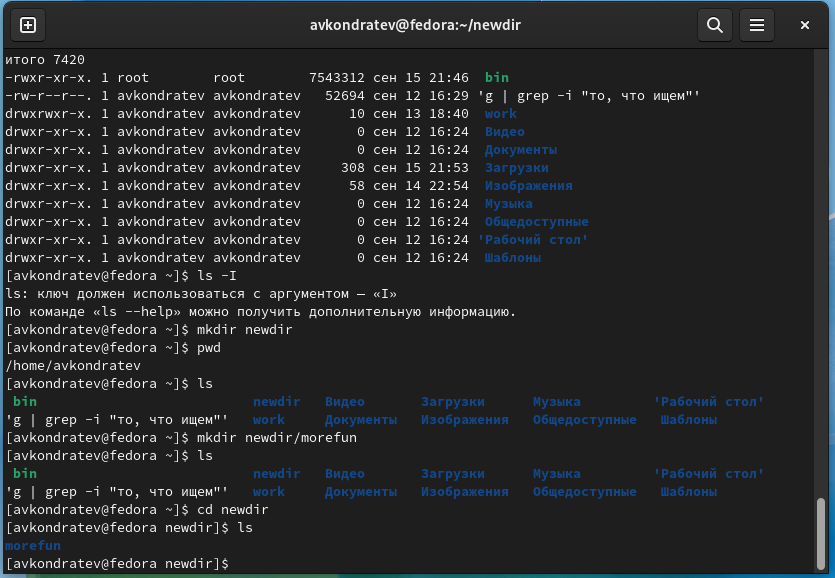 avkondratev@fedora:~/newdir
итого 7420
-rwxr-xr-x. 1 root       root        7543312 сен 15 21:46  bin
-rw-r--r--. 1 avkondratev avkondratev   52694 сен 12 16:29 'g | grep -i "то, что ищем"'
drwxrwxr-x. 1 avkondratev avkondratev      10 сен 13 18:40  work
drwxr-xr-x. 1 avkondratev avkondratev       0 сен 12 16:24  Видео
drwxr-xr-x. 1 avkondratev avkondratev       0 сен 12 16:24  Документы
drwxr-xr-x. 1 avkondratev avkondratev     308 сен 15 21:53  Загрузки
drwxr-xr-x. 1 avkondratev avkondratev      58 сен 14 22:54  Изображения
drwxr-xr-x. 1 avkondratev avkondratev       0 сен 12 16:24  Музыка
drwxr-xr-x. 1 avkondratev avkondratev       0 сен 12 16:24  Общедоступные
drwxr-xr-x. 1 avkondratev avkondratev       0 сен 12 16:24 'Рабочий стол'
drwxr-xr-x. 1 avkondratev avkondratev       0 сен 12 16:24  Шаблоны
[avkondratev@fedora ~]$ ls -I
ls: ключ должен использоваться с аргументом — «I»
По команде «ls --help» можно получить дополнительную информацию.
[avkondratev@fedora ~]$ mkdir newdir
[avkondratev@fedora ~]$ pwd
/home/avkondratev
[avkondratev@fedora ~]$ ls
 bin                           newdir   Видео       Загрузки      Музыка         'Рабочий стол'
'g | grep -i "то, что ищем"'   work     Документы   Изображения   Общедоступные   Шаблоны
[avkondratev@fedora ~]$ mkdir newdir/morefun
[avkondratev@fedora ~]$ ls
 bin                           newdir   Видео       Загрузки      Музыка         'Рабочий стол'
'g | grep -i "то, что ищем"'   work     Документы   Изображения   Общедоступные   Шаблоны
[avkondratev@fedora ~]$ cd newdir
[avkondratev@fedora newdir]$ ls
morefun
[avkondratev@fedora newdir]$